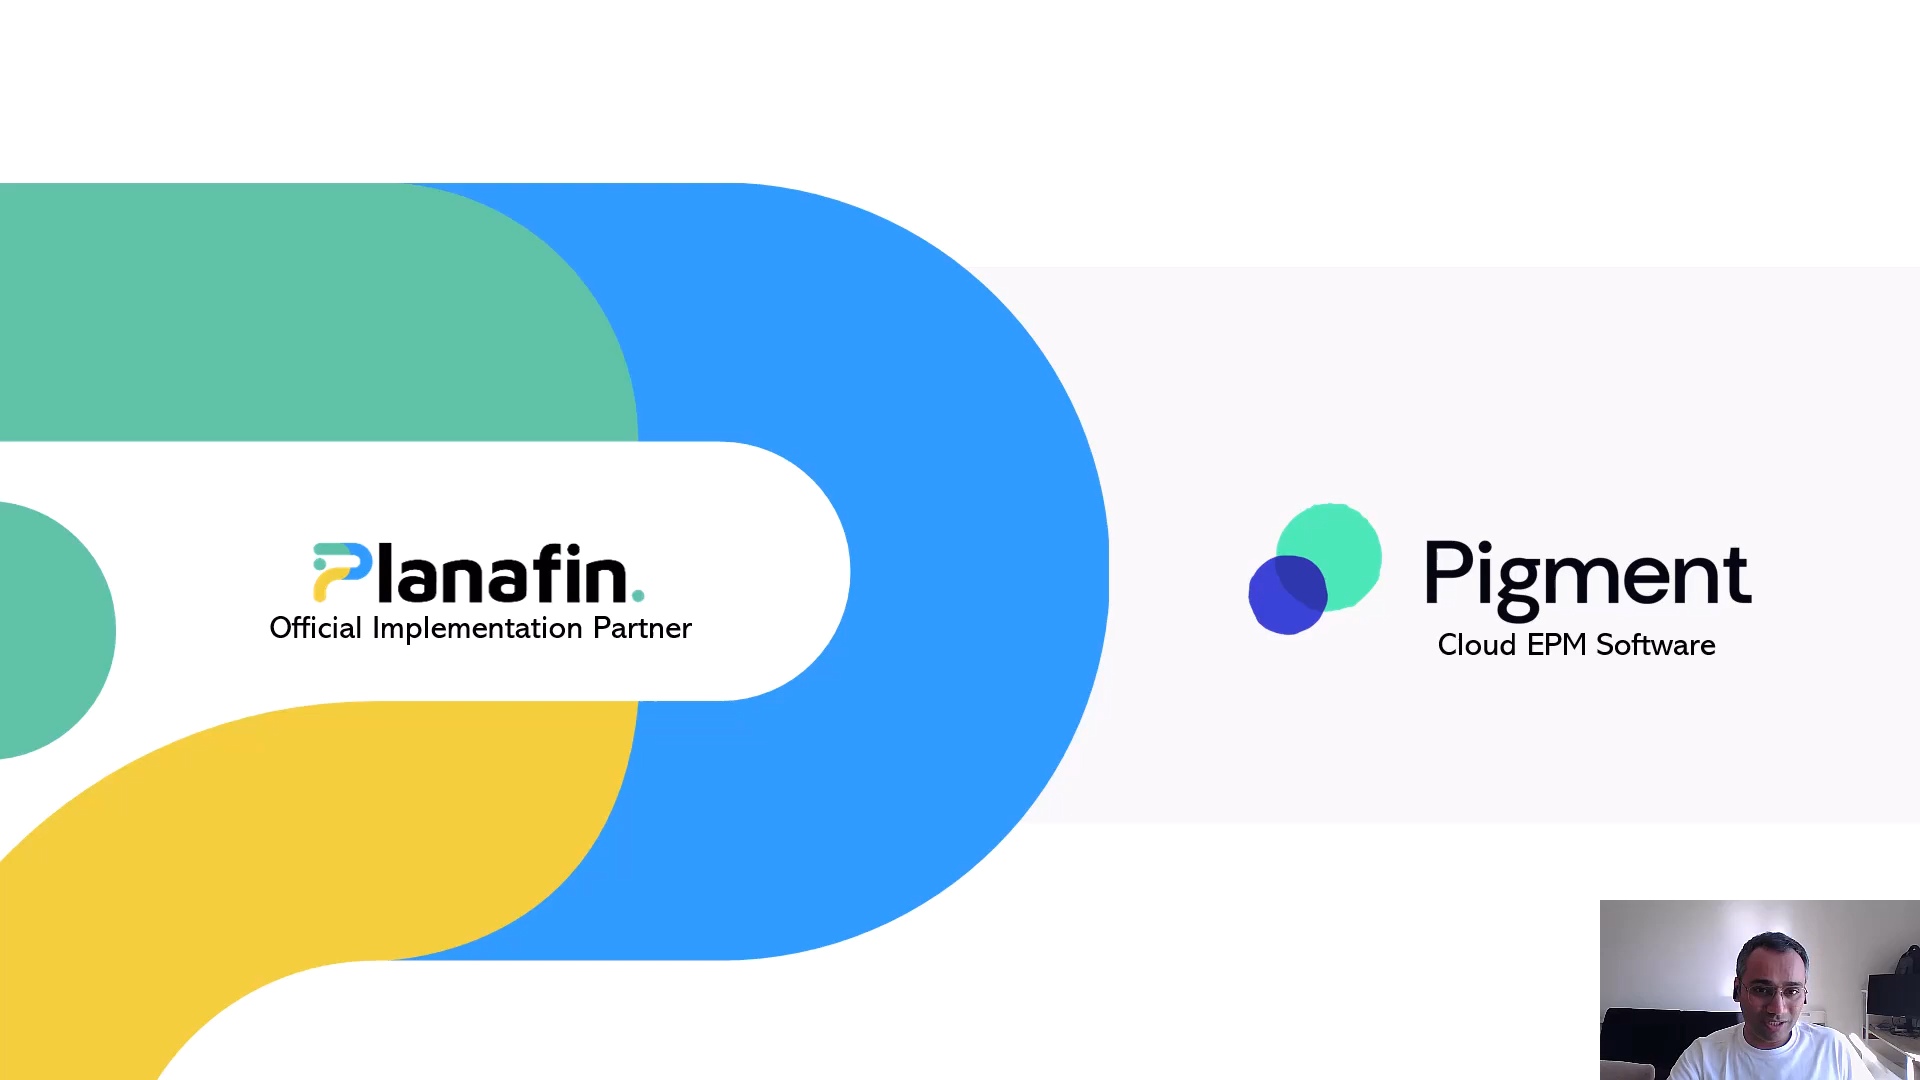 Planafin.
Official Implementation Partner
Pigment
Cloud EPM Software